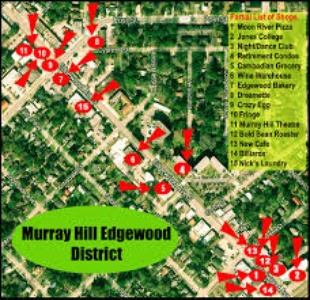 Partial List of Shops
1 Moon River Pizza
2 Jones College
3 Night/Dance Club
4 Retirement Condos
5 Cambodian Grocery
6 Wine Warehouse
7 Edgewood Bakery
8 Dreamette
9 Crazy Egg
10 Fringe
11 Murray Hill Theatre
12 Bold Bean Roaster
13 New Cafe
14 Billiards
15 Nick's Laundry
8
11
10
9
7
15
6
4
5
Murray Hill Edgewood
District
13
12
3
1
2
14